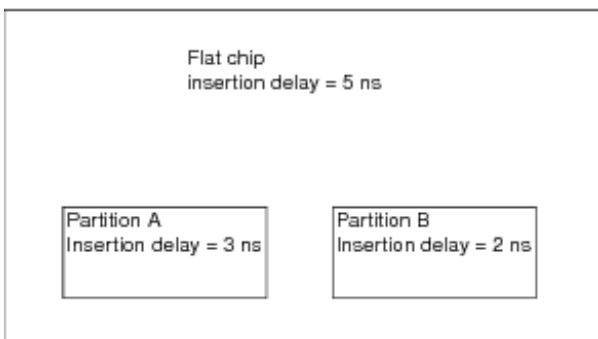 Flat chip
insertion delay = 5 ns
Partition A
Insertion delay = 3 ns
Partition B
Insertion delay = 2 ns